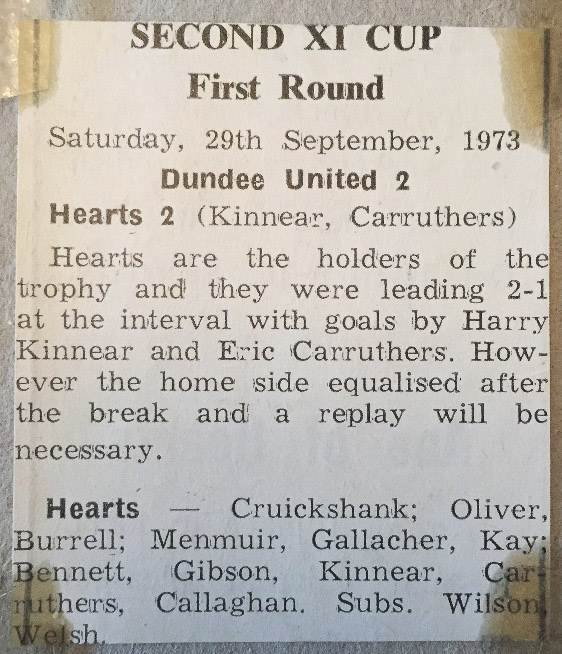 SECOND XI CUP
First Round
Saturday, 29th September, 1973
Dundee United 2
Hearts 2 (Kinnear, Carruthers)
Hearts are the holders of the
trophy and they were leading 2-1
at the interval with goals by Harry
Kinnear and Eric Carruthers. How-
ever the home side equalised after
the break and a replay will be
necessary.
Hearts — Cruickshank; Oliver,
Burrell; Menmuir, Gallacher, Kay;
Bennett, Gibson, Kinnear, Car-
ruthers, Callaghan. Subs. Wilson,
Welsh.